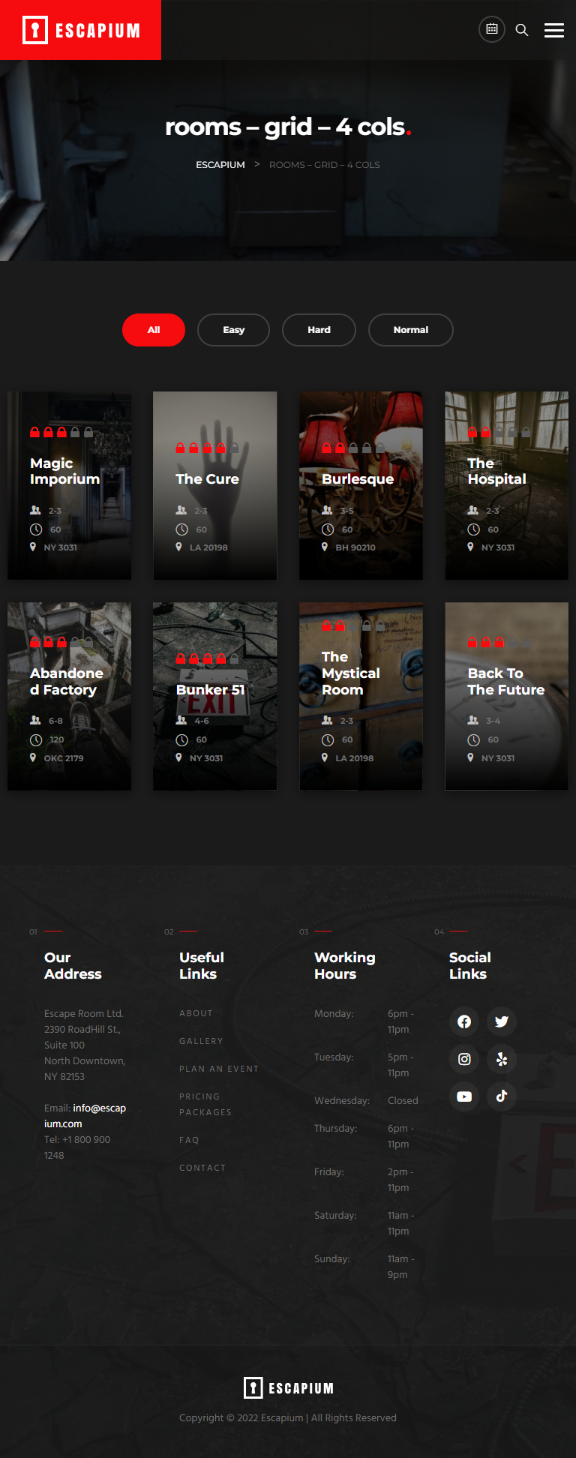 ESCAPIUM
rooms – grid – 4 cols.
ESCAPIUM > ROOMS – GRID – 4 COLS
All Easy Hard Normal
Magic
Imporium
2-3
60
NY 3031
The Cure
2-3
60
LA 20198
Burlesque
3-5
60
BH 90210
The
Hospital
2-3
60
NY 3031
Abandone
d Factory
6-8
120
OKC 2179
Bunker 51
EXIT
4-6
60
NY 3031
The
Mystical
Room
2-3
60
LA 20198
Back To
The Future
3-4
60
NY 3031
01
Our
Address
Escape Room Ltd.
2390 RoadHill St.,
Suite 100
North Downtown,
NY 82153
Email: info@escap
ium.com
Tel: +1 800 900
1248
02
Useful
Links
ABOUT
GALLERY
PLAN AN EVENT
PRICING
PACKAGES
FAQ
CONTACT
03
Working
Hours
Monday: 6pm -
11pm
Tuesday: 5pm -
11pm
Wednesday: Closed
Thursday: 6pm -
11pm
Friday: 2pm -
11pm
Saturday: 11am -
11pm
Sunday: 11am -
9pm
04
Social
Links
ESCAPIUM
Copyright © 2022 Escapium | All Rights Reserved